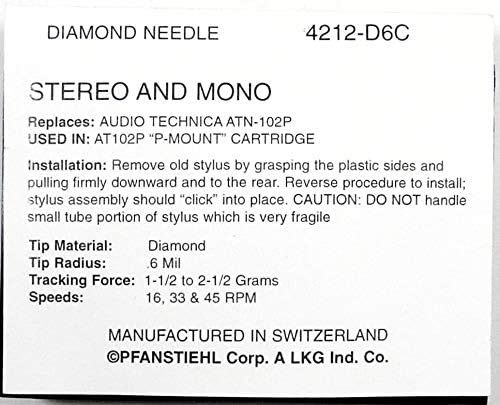 DIAMOND NEEDLE 4212-D6C
STEREO AND MONO
Replaces: AUDIO TECHNICA ATN-102P
USED IN: AT102P "P-MOUNT" CARTRIDGE
Installation: Remove old stylus by grasping the plastic sides and
pulling firmly downward and to the rear. Reverse procedure to install;
stylus assembly should "click" into place. CAUTION: DO NOT handle
small tube portion of stylus which is very fragile
Tip Material: Diamond
Tip Radius: .6 Mil
Tracking Force: 1-1/2 to 2-1/2 Grams
Speeds: 16, 33 & 45 RPM
MANUFACTURED IN SWITZERLAND
©PFANSTIEHL Corp. A LKG Ind. Co.